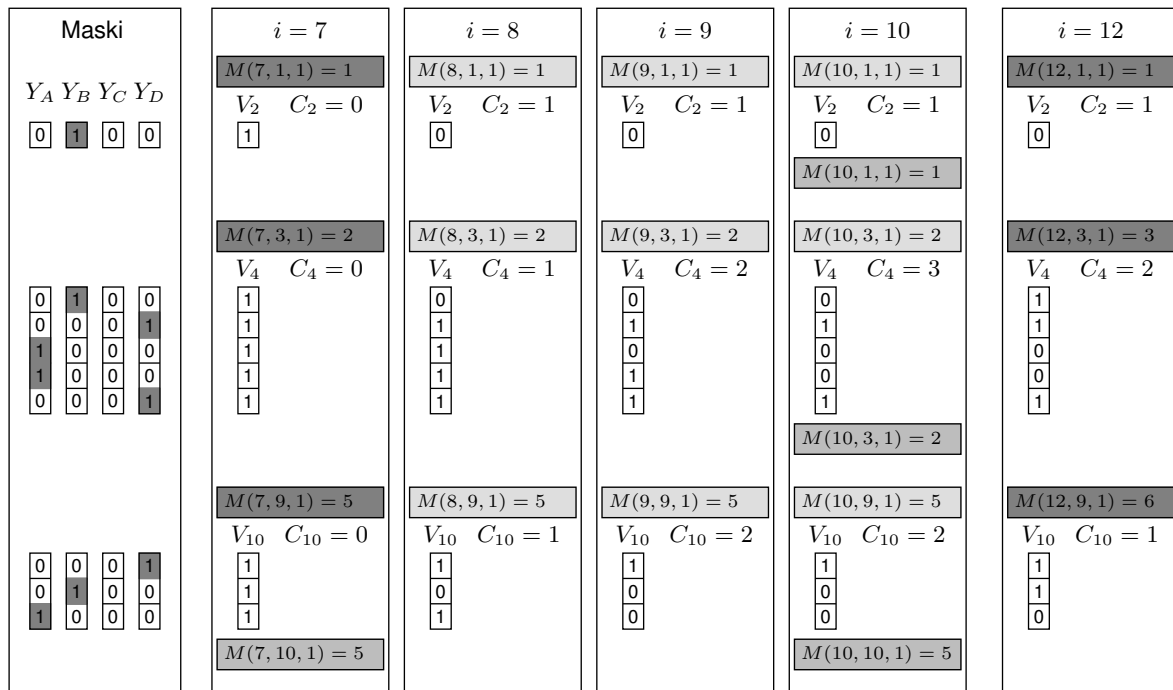 Maski i = 7 i = 8 i = 9 i = 10 i = 12
M(7, 1, 1) = 1 M(8, 1, 1) = 1 M(9, 1, 1) = 1 M(10, 1, 1) = 1 M(12, 1, 1) = 1
Y_A Y_B Y_C Y_D V_2 C_2 = 0 V_2 C_2 = 1 V_2 C_2 = 1 V_2 C_2 = 1 V_2 C_2 = 1
0 1 0 0 1 0 0 0 0
M(10, 1, 1) = 1
M(7, 3, 1) = 2 M(8, 3, 1) = 2 M(9, 3, 1) = 2 M(10, 3, 1) = 2 M(12, 3, 1) = 3
V_4 C_4 = 0 V_4 C_4 = 1 V_4 C_4 = 2 V_4 C_4 = 3 V_4 C_4 = 2
0 1 0 0 1 0 0 0 1
0 0 0 1 1 1 1 1 1
1 0 0 0 1 1 0 0 0
1 0 0 0 1 1 1 0 0
0 0 0 1 1 1 1 1 1
M(10, 3, 1) = 2
M(7, 9, 1) = 5 M(8, 9, 1) = 5 M(9, 9, 1) = 5 M(10, 9, 1) = 5 M(12, 9, 1) = 6
V_10 C_10 = 0 V_10 C_10 = 1 V_10 C_10 = 2 V_10 C_10 = 2 V_10 C_10 = 1
0 0 0 1 1 1 1 1 1
0 1 0 0 1 0 0 0 1
1 0 0 0 1 1 0 0 0
M(7, 10, 1) = 5 M(10, 10, 1) = 5